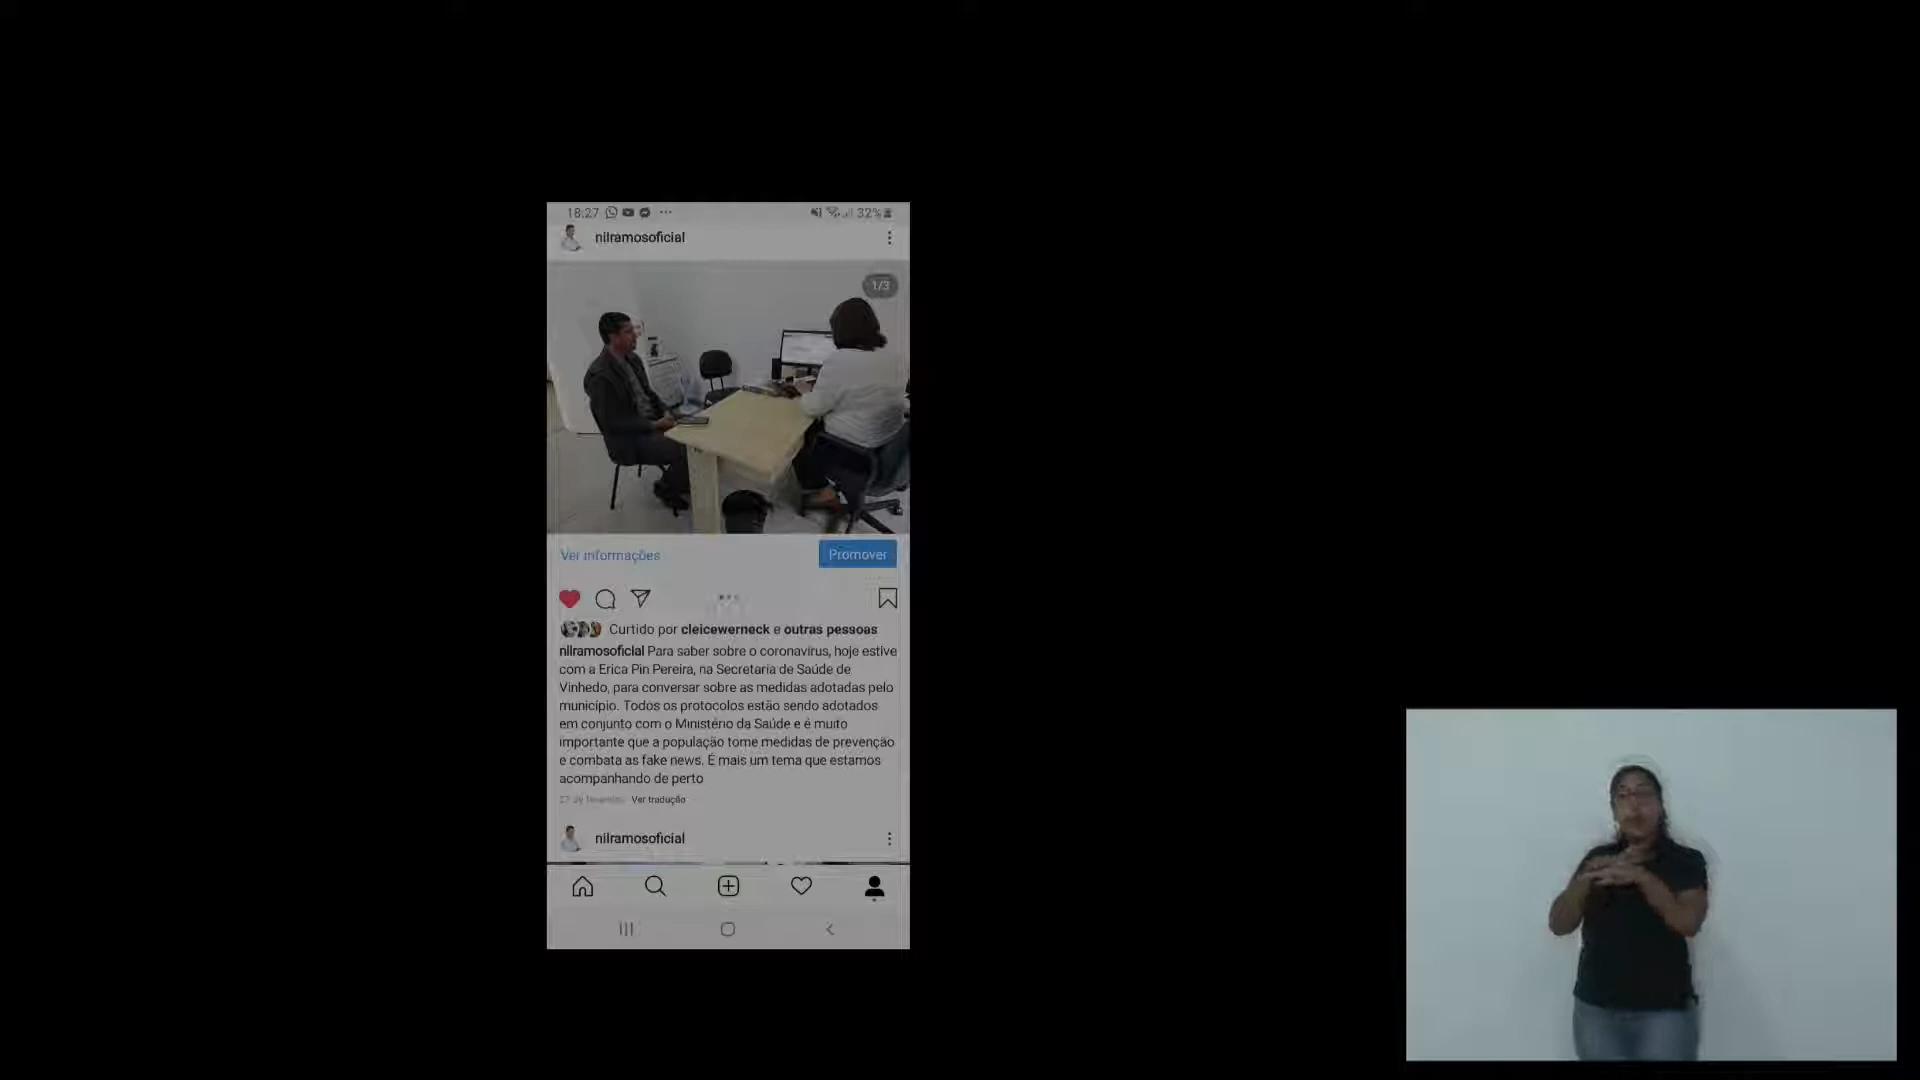 18:27 ... 32%
nilramosoficial
1/3
Ver informações
Promover
Curtido por cleicewerneck e outras pessoas
nilramosoficial Para saber sobre o coronavírus, hoje estive
com a Erica Pin Pereira, na Secretaria de Saúde de
Vinhedo, para conversar sobre as medidas adotadas pelo
município. Todos os protocolos estão sendo adotados
em conjunto com o Ministério da Saúde e é muito
importante que a população tome medidas de prevenção
e combata as fake news. É mais um tema que estamos
acompanhando de perto
27 de fevereiro Ver tradução
nilramosoficial